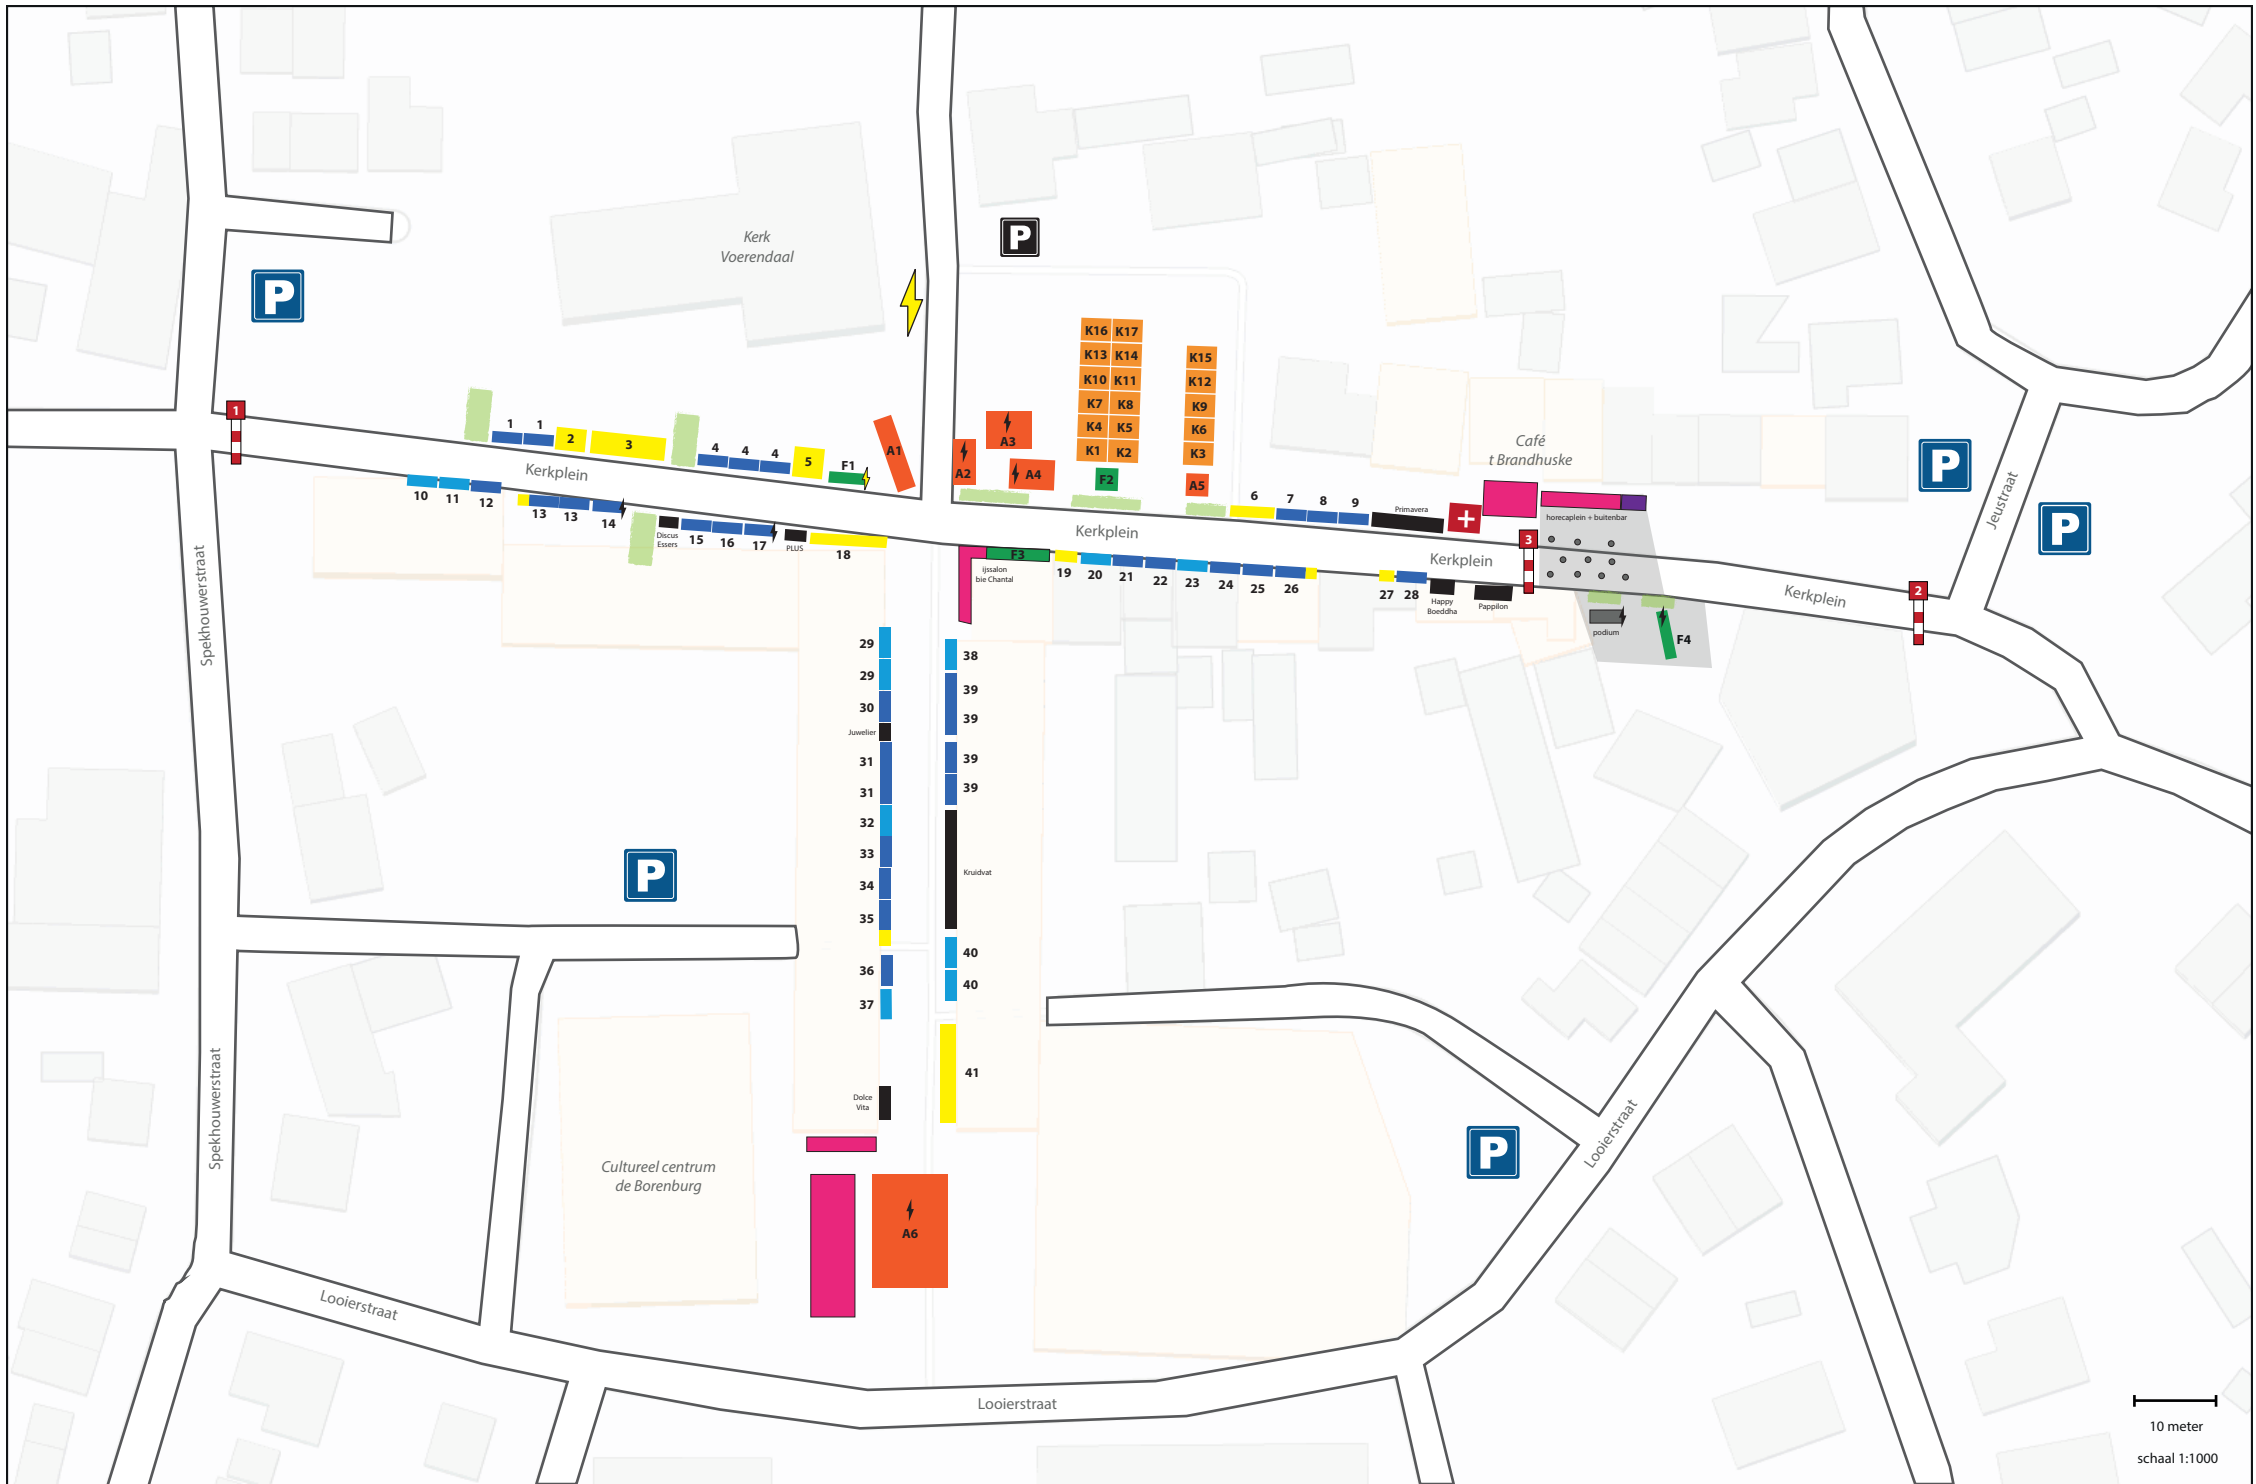 Kerk
Voerendaal
P
P
K16 K17
K13 K14
K15
K10 K11
K12
K7 K8
K9
K4 K5
K6
K1 K2
K3
1
1
1
2
3
4
4
4
5
F1
A1
A2
A3
A4
F2
A5
6
7
8
9
Primavera
+
Café
t Brandhuske
horecaplein + buitenbar
P
P
Jeustraat
Kerkplein
Kerkplein
Kerkplein
Kerkplein
3
2
10
11
12
13
13
14
Discus
Essers
15
16
17
PLUS
18
F3
ijssalon
bie Chantal
19
20
21
22
23
24
25
26
27
28
Happy
Boeddha
Pappilon
podium
F4
Spekhouwerstraat
29
29
30
Juwelier
31
31
32
33
34
35
36
37
38
39
39
39
39
Kruidvat
40
40
41
P
Dolce
Vita
Spekhouwerstraat
Cultureel centrum
de Borenburg
A6
P
Looierstraat
Looierstraat
Looierstraat
10 meter
schaal 1:1000